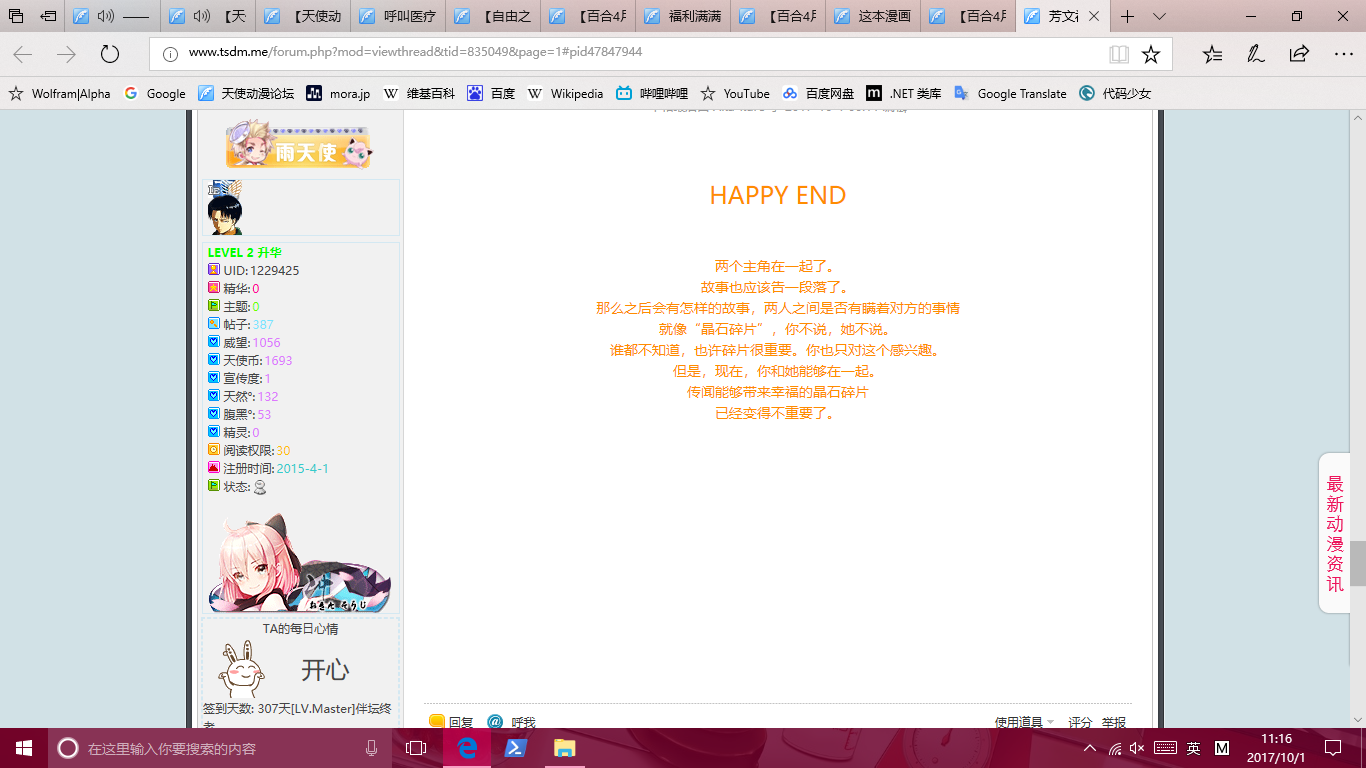 ——
【天
【天使动
呼叫医疗
【自由之
【百合4月
福利满满
【百合4月
这本漫画
【百合4月
芳文社
www.tsdm.me/forum.php?mod=viewthread&tid=835049&page=1#pid47847944
Wolfram|Alpha
Google
天使动漫论坛
mora.jp
维基百科
百度
Wikipedia
哔哩哔哩
YouTube
百度网盘
.NET 类库
Google Translate
代码少女
雨天使
LEVEL 2 升华
UID: 1229425
精华: 0
主题: 0
帖子: 387
威望: 1056
天使币: 1693
宣传度: 1
天然°: 132
腹黑°: 53
精灵: 0
阅读权限: 30
注册时间: 2015-4-1
状态:
冲
おきた そうじ
TA的每日心情
开心
签到天数: 307天[LV.Master]伴坛终
HAPPY END
两个主角在一起了。
故事也应该告一段落了。
那么之后会有怎样的故事，两人之间是否有瞒着对方的事情
就像“晶石碎片”，你不说，她不说。
谁都不知道，也许碎片很重要。你也只对这个感兴趣。
但是，现在，你和她能够在一起。
传闻能够带来幸福的晶石碎片
已经变得不重要了。
回复
呼我
使用道具
评分
举报
最新动漫资讯
在这里输入你要搜索的内容
英
M
11:16
2017/10/1